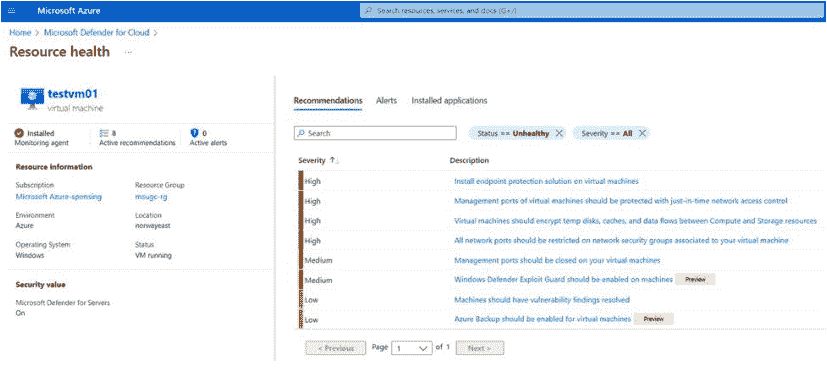 Microsoft Azure
Search resources, services, and docs (G+/)
Home > Microsoft Defender for Cloud >
Resource health ...
testvm01
virtual machine
Installed
Monitoring agent
8
Active recommendations
0
Active alerts
Resource information
Subscription
Microsoft Azure-sponsing
Resource Group
msugc-rg
Environment
Azure
Location
norwayeast
Operating System
Windows
Status
VM running
Security value
Microsoft Defender for Servers
On
Recommendations Alerts Installed applications
Search
Status == Unhealthy
Severity == All
Severity Description
High Install endpoint protection solution on virtual machines
High Management ports of virtual machines should be protected with just-in-time network access control
High Virtual machines should encrypt temp disks, caches, and data flows between Compute and Storage resources
High All network ports should be restricted on network security groups associated to your virtual machine
Medium Management ports should be closed on your virtual machines
Medium Windows Defender Exploit Guard should be enabled on machines Preview
Low Machines should have vulnerability findings resolved
Low Azure Backup should be enabled for virtual machines Preview
< Previous Page 1 of 1 Next >